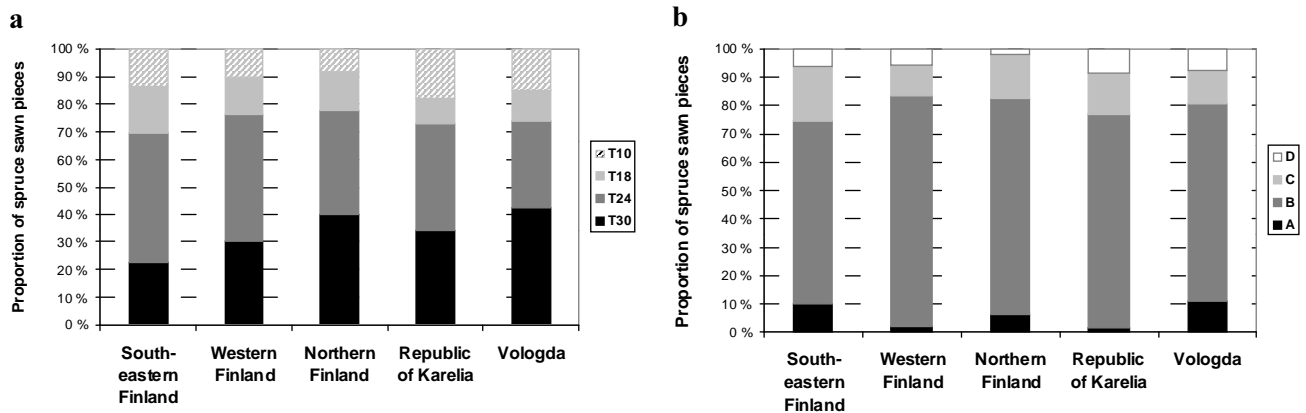 a
Proportion of spruce sawn pieces
100 %
90 %
80 %
70 %
60 %
50 %
40 %
30 %
20 %
10 %
0 %
South-
eastern
Finland
Western
Finland
Northern
Finland
Republic
of Karelia
Vologda
T10
T18
T24
T30
b
Proportion of spruce sawn pieces
100 %
90 %
80 %
70 %
60 %
50 %
40 %
30 %
20 %
10 %
0 %
South-
eastern
Finland
Western
Finland
Northern
Finland
Republic
of Karelia
Vologda
D
C
B
A